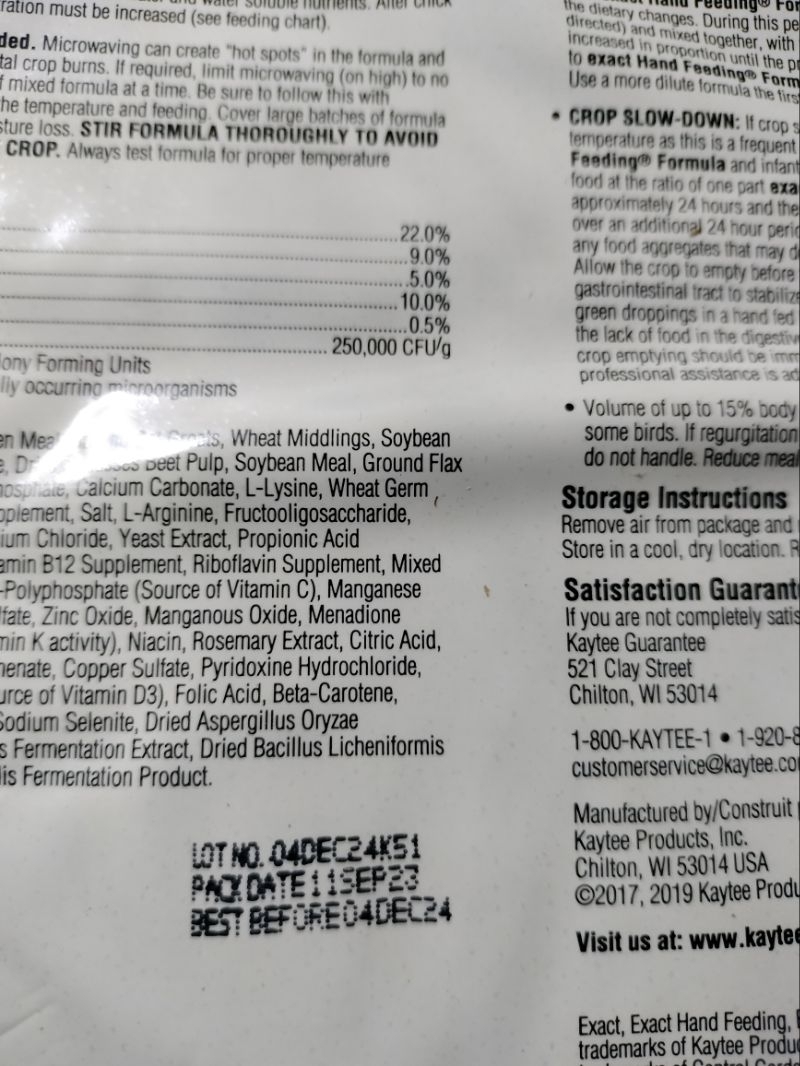 ration must be increased (see feeding chart).
ded. Microwaving can create "hot spots" in the formula and
tal crop burns. If required, limit microwaving (on high) to no
f mixed formula at a time. Be sure to follow this with
he temperature and feeding. Cover large batches of formula
sture loss. STIR FORMULA THOROUGHLY TO AVOID
CROP. Always test formula for proper temperature
22.0%
9.0%
5.0%
10.0%
0.5%
250,000 CFU/g
lony Forming Units
lly occurring microorganisms
en Meal Groats, Wheat Middlings, Soybean
Beet Pulp, Soybean Meal, Ground Flax
hosphate, Calcium Carbonate, L-Lysine, Wheat Germ
pplement, Salt, L-Arginine, Fructooligosaccharide,
ium Chloride, Yeast Extract, Propionic Acid
amin B12 Supplement, Riboflavin Supplement, Mixed
-Polyphosphate (Source of Vitamin C), Manganese
lfate, Zinc Oxide, Manganous Oxide, Menadione
min K activity), Niacin, Rosemary Extract, Citric Acid,
henate, Copper Sulfate, Pyridoxine Hydrochloride,
urce of Vitamin D3), Folic Acid, Beta-Carotene,
Sodium Selenite, Dried Aspergillus Oryzae
s Fermentation Extract, Dried Bacillus Licheniformis
lis Fermentation Product.
LOT NO. 04DEC24K51
PACK DATE 11SEP23
BEST BEFORE 04DEC24
the dietary changes. During this pe
directed) and mixed together, with
increased in proportion until the pr
to exact Hand Feeding® Form
Use a more dilute formula the firs
• CROP SLOW-DOWN: If crop s
temperature as this is a frequent
Feeding® Formula and infant
food at the ratio of one part exa
approximately 24 hours and the
over an additional 24 hour perio
any food aggregates that may d
Allow the crop to empty before
gastrointestinal tract to stabilize
green droppings in a hand fed
the lack of food in the digestiv
crop emptying should be imm
professional assistance is ad
• Volume of up to 15% body
some birds. If regurgitation
do not handle. Reduce meal
Storage Instructions
Remove air from package and
Store in a cool, dry location. R
Satisfaction Guarant
If you are not completely satis
Kaytee Guarantee
521 Clay Street
Chilton, WI 53014
1-800-KAYTEE-1 • 1-920-8
customerservice@kaytee.co
Manufactured by/Construit
Kaytee Products, Inc.
Chilton, WI 53014 USA
©2017, 2019 Kaytee Produ
Visit us at: www.kaytee
Exact, Exact Hand Feeding,
trademarks of Kaytee Produ